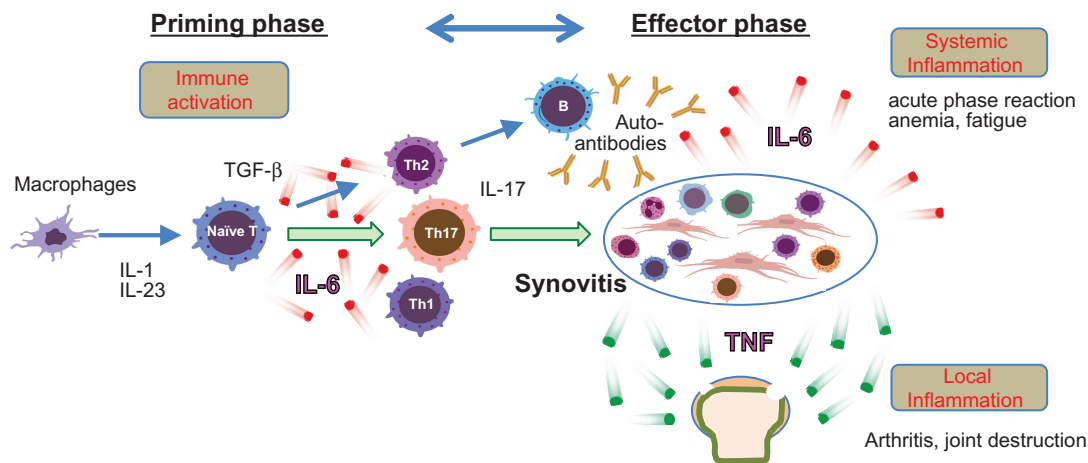 Priming phase
Effector phase
Immune
activation
Systemic
Inflammation
acute phase reaction
anemia, fatigue
B
Auto-
antibodies
IL-6
Th2
TGF-β
IL-17
Macrophages
Naïve T
Th17
IL-1
IL-23
IL-6
Th1
Synovitis
TNF
Local
Inflammation
Arthritis, joint destruction